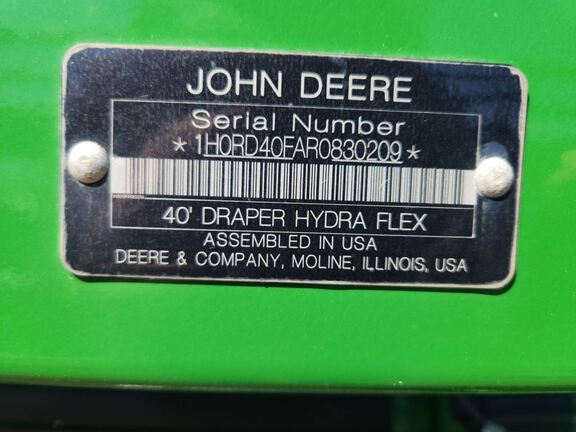 JOHN DEERE
Serial Number
*1H0RD40FAR0830209*
40' DRAPER HYDRA FLEX
ASSEMBLED IN USA
DEERE & COMPANY, MOLINE, ILLINOIS, USA